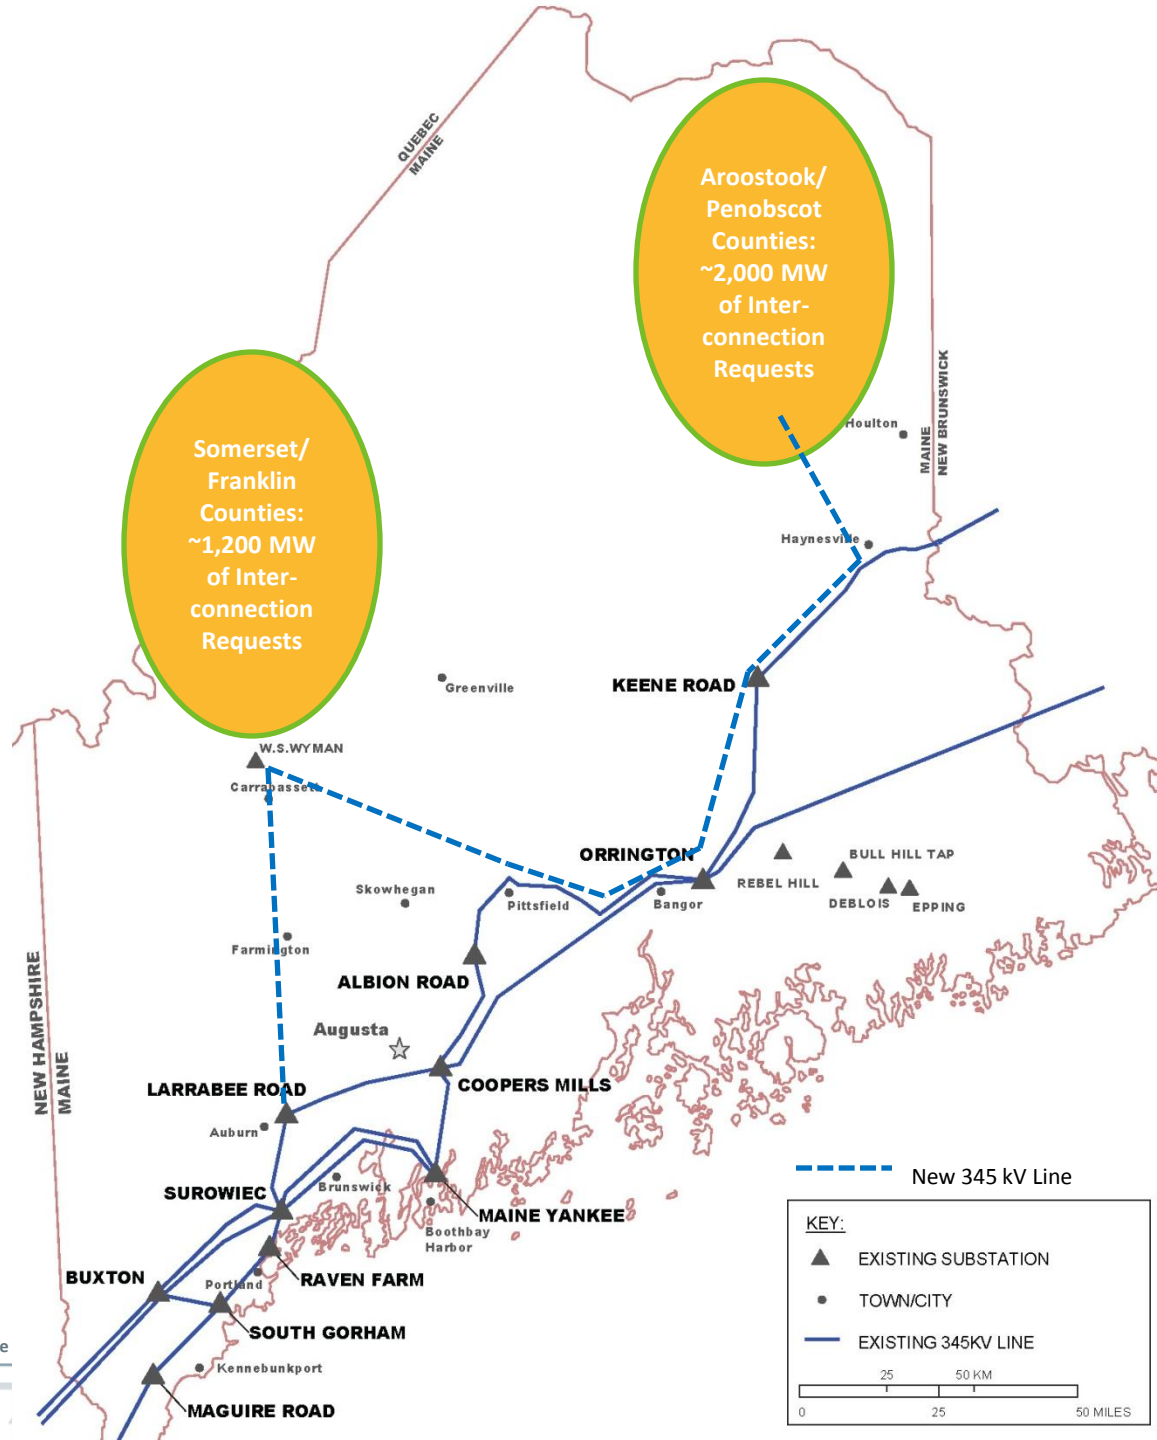 QUEBEC
MAINE
Aroostook/
Penobscot
Counties:
~2,000 MW
of Inter-
connection
Requests
Somerset/
Franklin
Counties:
~1,200 MW
of Inter-
connection
Requests
MAINE
NEW BRUNSWICK
Houlton
Haynesville
Greenville
KEENE ROAD
W.S.WYMAN
Carrabassett
ORRINGTON
REBEL HILL
BULL HILL TAP
DEBLOIS
EPPING
Skowhegan
Pittsfield
Bangor
Farmington
ALBION ROAD
NEW HAMPSHIRE
MAINE
Augusta
COOPERS MILLS
LARRABEE ROAD
Auburn
SUROWIEC
Brunswick
MAINE YANKEE
Boothbay
Harbor
BUXTON
Portland
RAVEN FARM
SOUTH GORHAM
Kennebunkport
MAGUIRE ROAD
New 345 kV Line
KEY:
EXISTING SUBSTATION
TOWN/CITY
EXISTING 345KV LINE
25 50 KM
0 25 50 MILES